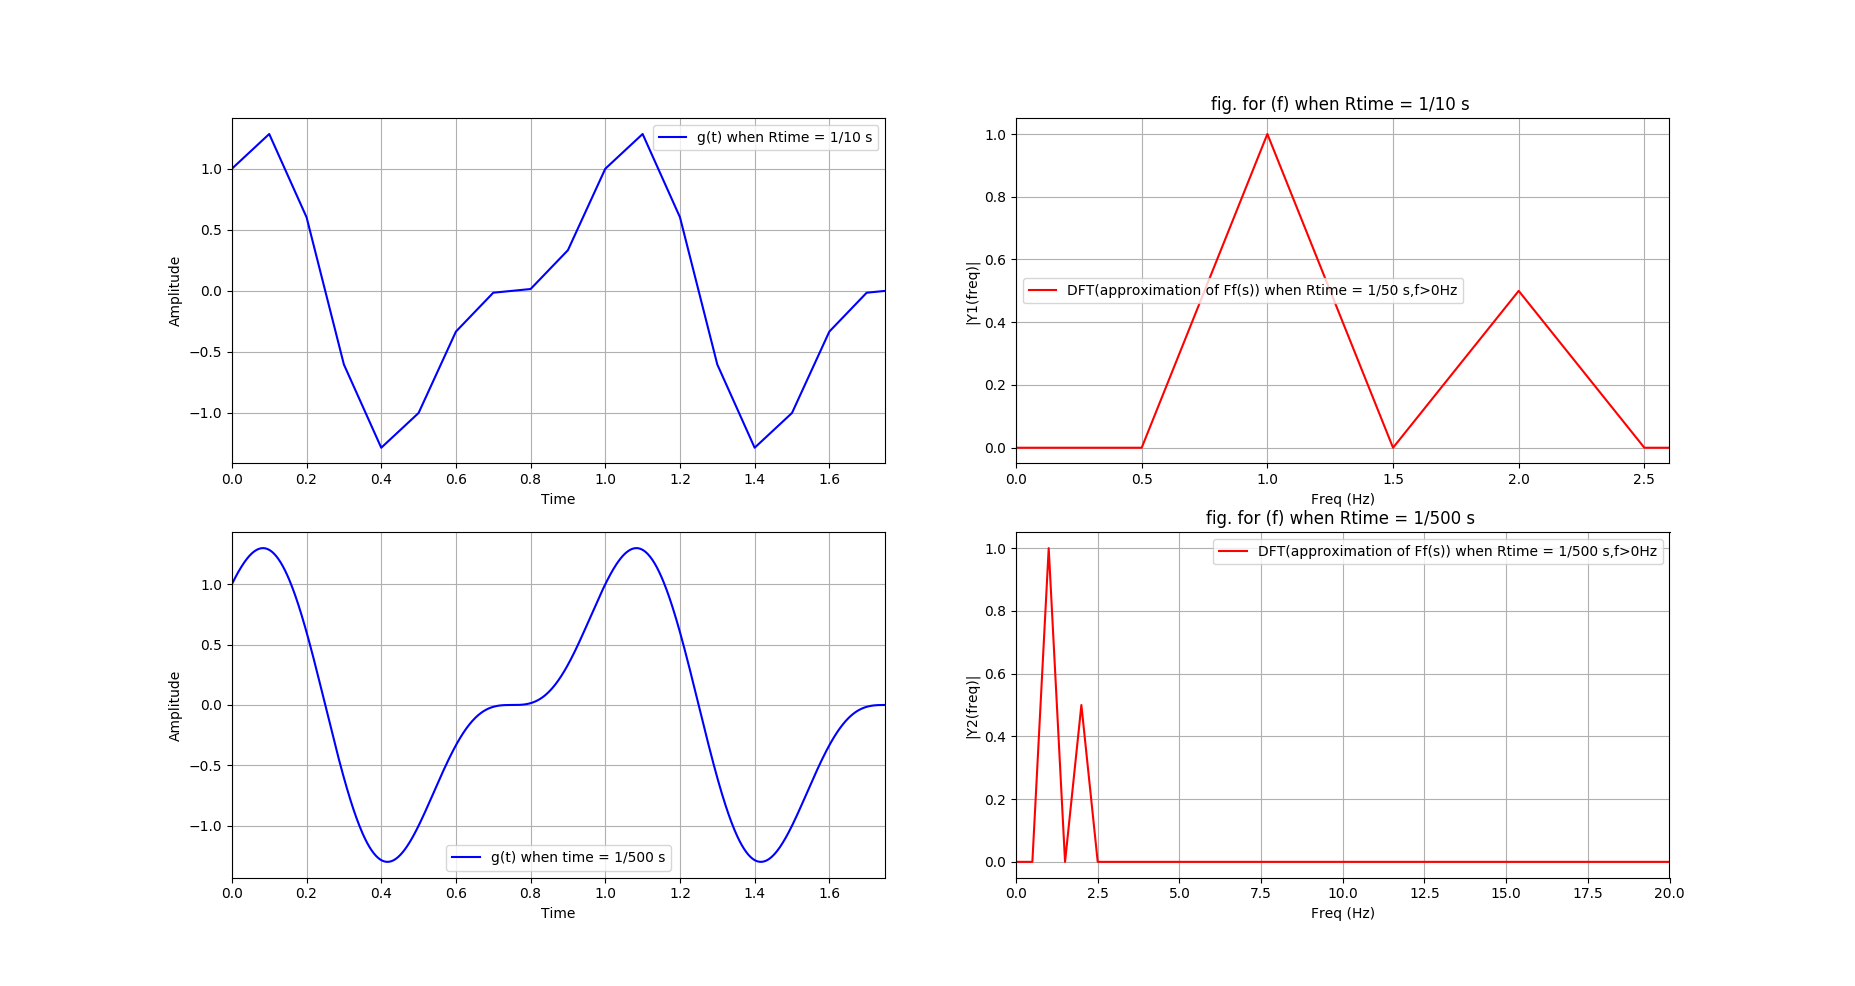 g(t) when Rtime = 1/10 s
1.0
0.5
0.0
−0.5
−1.0
Amplitude
0.0 0.2 0.4 0.6 0.8 1.0 1.2 1.4 1.6
Time
fig. for (f) when Rtime = 1/10 s
DFT(approximation of Ff(s)) when Rtime = 1/50 s,f>0Hz
1.0
0.8
0.6
0.4
0.2
0.0
|Y1(freq)|
0.0 0.5 1.0 1.5 2.0 2.5
Freq (Hz)
1.0
0.5
0.0
−0.5
−1.0
Amplitude
g(t) when time = 1/500 s
0.0 0.2 0.4 0.6 0.8 1.0 1.2 1.4 1.6
Time
fig. for (f) when Rtime = 1/500 s
DFT(approximation of Ff(s)) when Rtime = 1/500 s,f>0Hz
1.0
0.8
0.6
0.4
0.2
0.0
|Y2(freq)|
0.0 2.5 5.0 7.5 10.0 12.5 15.0 17.5 20.0
Freq (Hz)